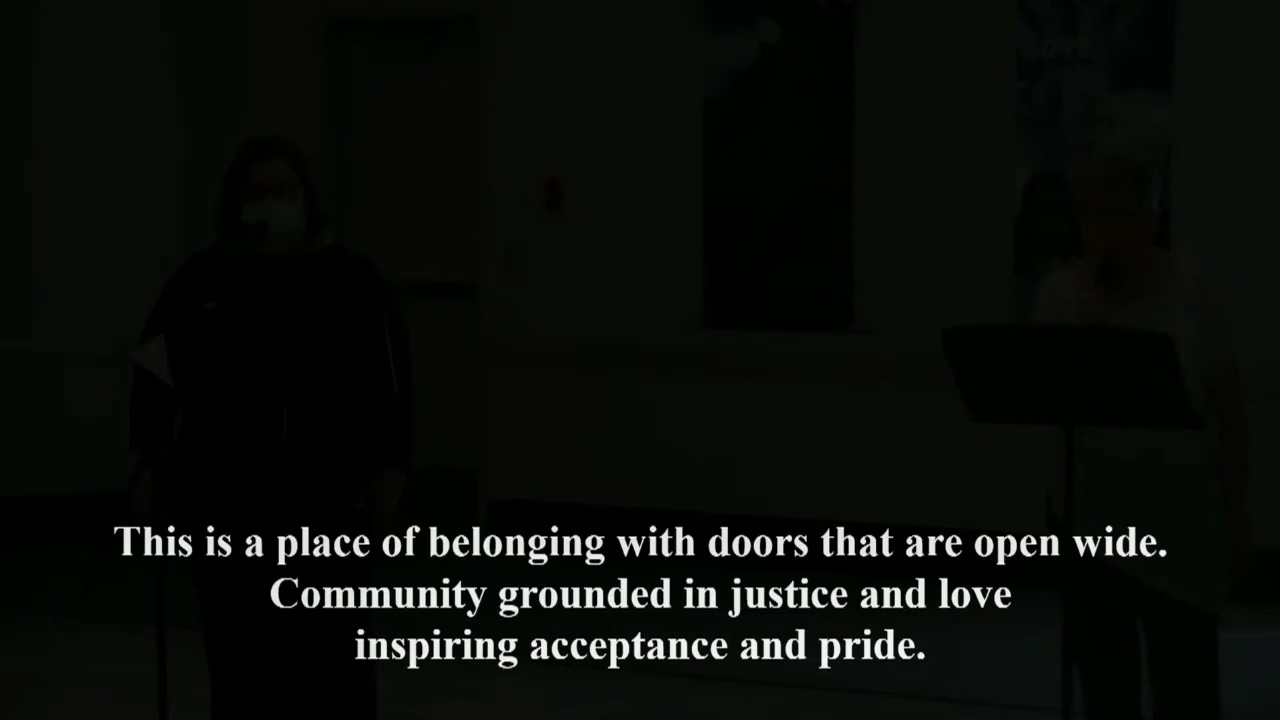 This is a place of belonging with doors that are open wide.
Community grounded in justice and love
inspiring acceptance and pride.